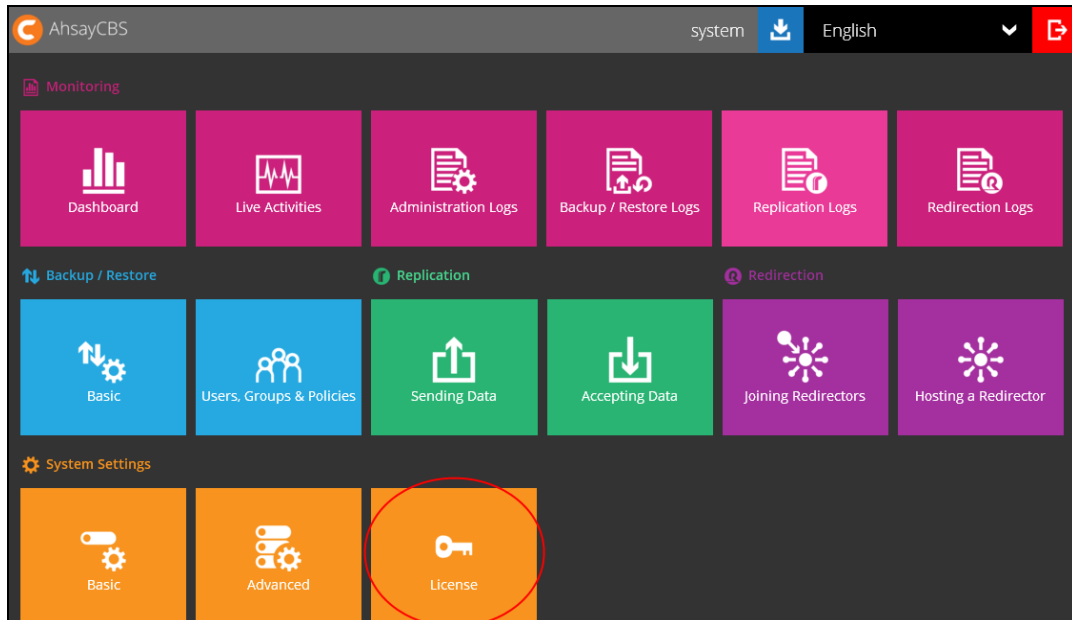 AhsayCBS system English
Monitoring
Dashboard Live Activities Administration Logs Backup / Restore Logs Replication Logs Redirection Logs
Backup / Restore Replication Redirection
Basic Users, Groups & Policies Sending Data Accepting Data Joining Redirectors Hosting a Redirector
System Settings
Basic Advanced License